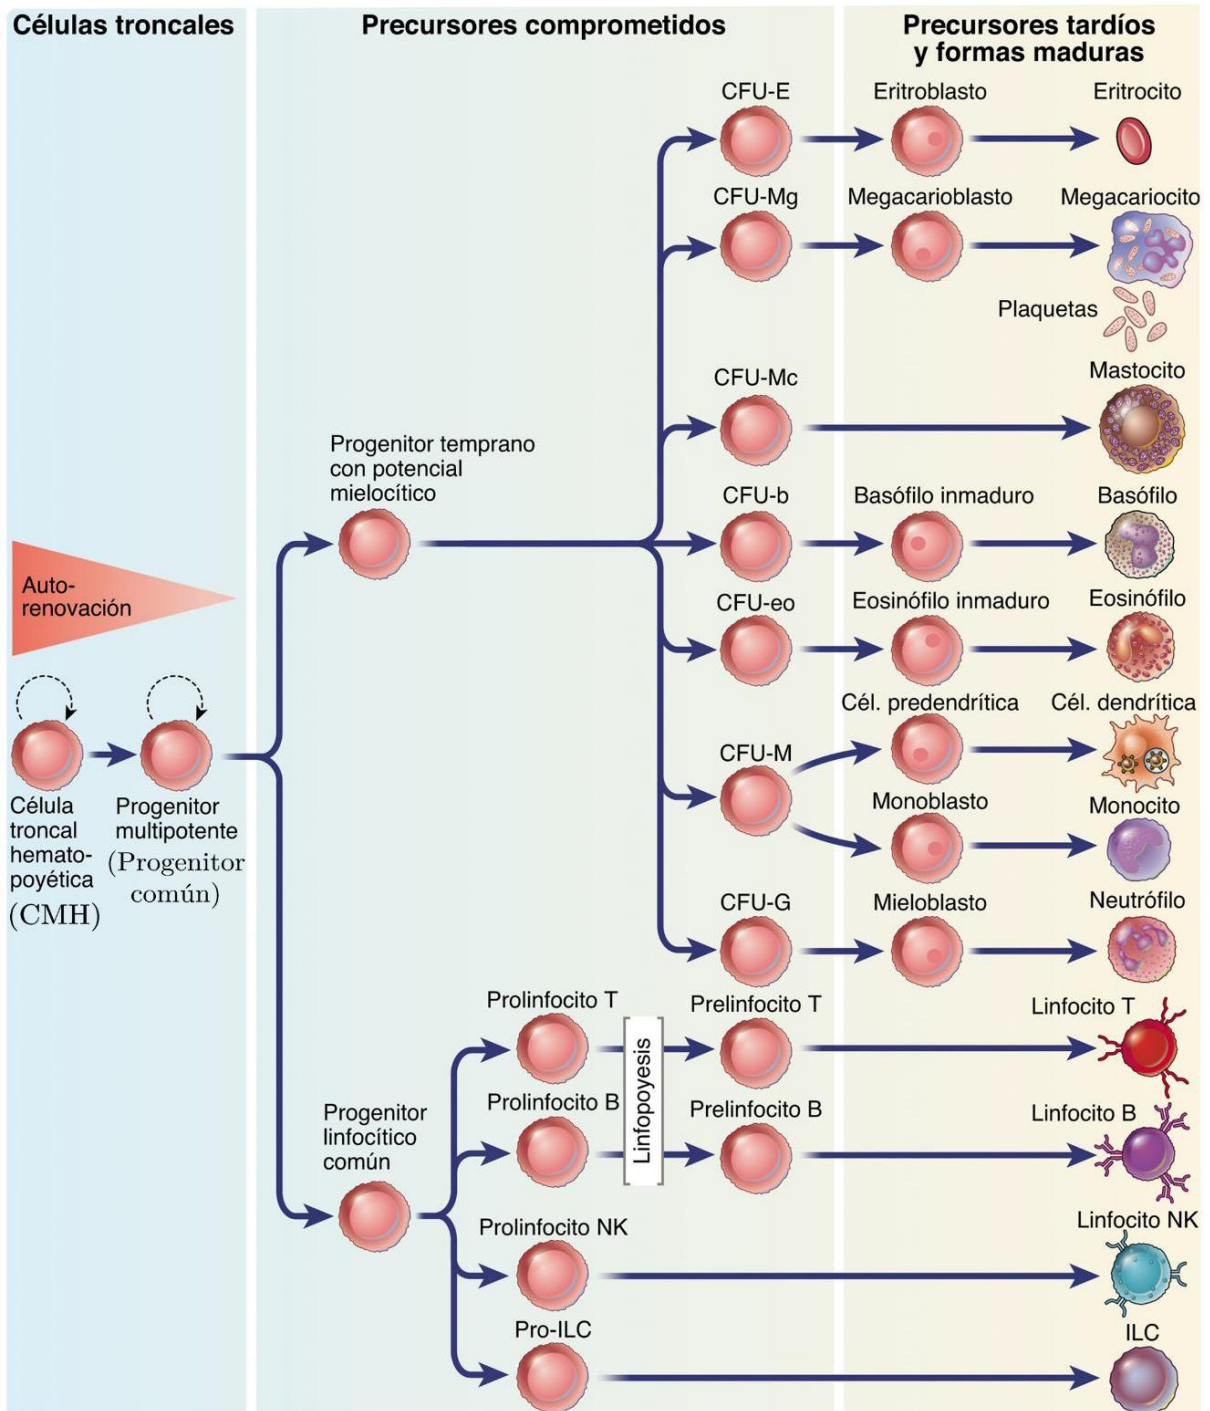 Células troncales
Precursores comprometidos
Precursores tardíos
y formas maduras
CFU-E
Eritroblasto
Eritrocito
CFU-Mg
Megacarioblasto
Megacariocito
Plaquetas
CFU-Mc
Mastocito
Progenitor temprano
con potencial
mielocítico
CFU-b
Basófilo inmaduro
Basófilo
Auto-
renovación
CFU-eo
Eosinófilo inmaduro
Eosinófilo
Cél. predendrítica
Cél. dendrítica
CFU-M
Monoblasto
Monocito
Célula
troncal
hemato-
poyética
(CMH)
Progenitor
multipotente
(Progenitor
común)
CFU-G
Mieloblasto
Neutrófilo
Prolinfocito T
Prelinfocito T
Linfocito T
Linfopoyesis
Prolinfocito B
Prelinfocito B
Linfocito B
Progenitor
linfocítico
común
Prolinfocito NK
Linfocito NK
Pro-ILC
ILC